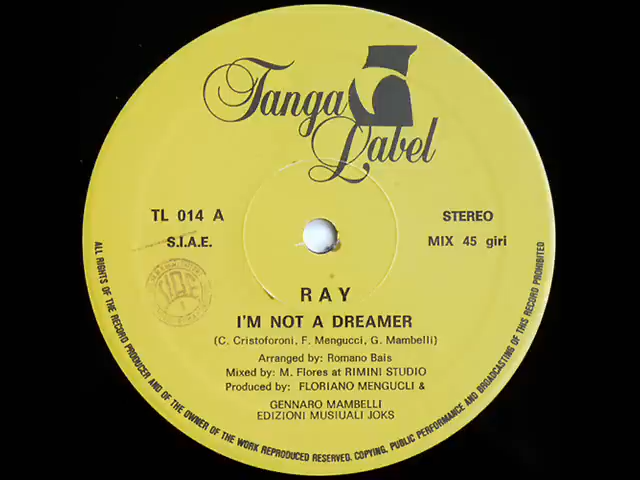 Tanga
Label
TL 014 A
STEREO
S.I.A.E.
MIX 45 giri
RAY
I'M NOT A DREAMER
(C. Cristoforoni, F. Mengucci, G. Mambelli)
Arranged by: Romano Bais
Mixed by: M. Flores at RIMINI STUDIO
Produced by: FLORIANO MENGUCLI &
GENNARO MAMBELLI
EDIZIONI MUSIUALI JOKS
ALL RIGHTS OF THE RECORD PRODUCER AND OF THE OWNER OF THE WORK REPRODUCED RESERVED. COPYING, PUBLIC PERFORMANCE AND BROADCASTING OF THIS RECORD PROHIBITED